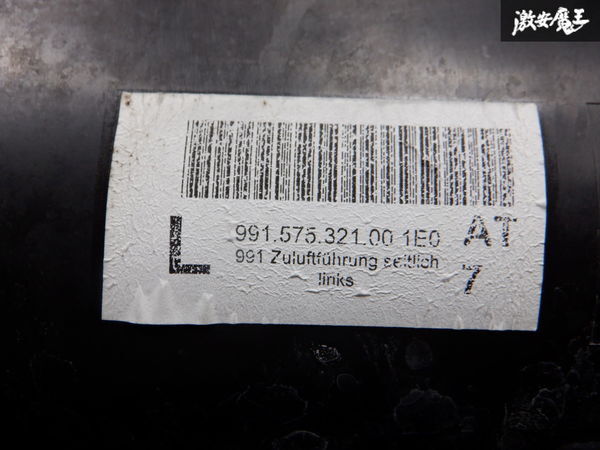 激安魔王
L
991.575.321.00 1E0
991 Zuluftführung seitlich
links
AT
7